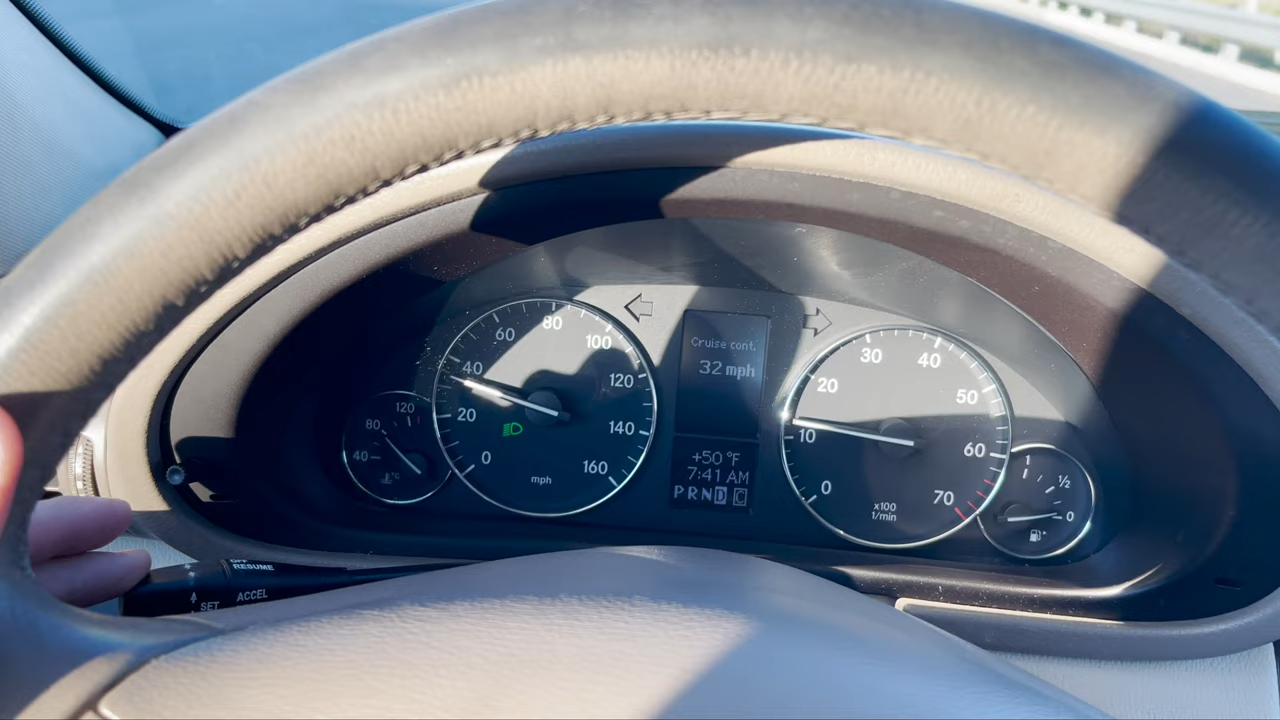 120
80
40
°C
0
20
40
60
80
100
120
140
160
mph
Cruise cont.
32 mph
+50 °F
7:41 AM
PRND C
0
10
20
30
40
50
60
70
x100
1/min
1
½
0
OFF
RESUME
ACCEL
SET